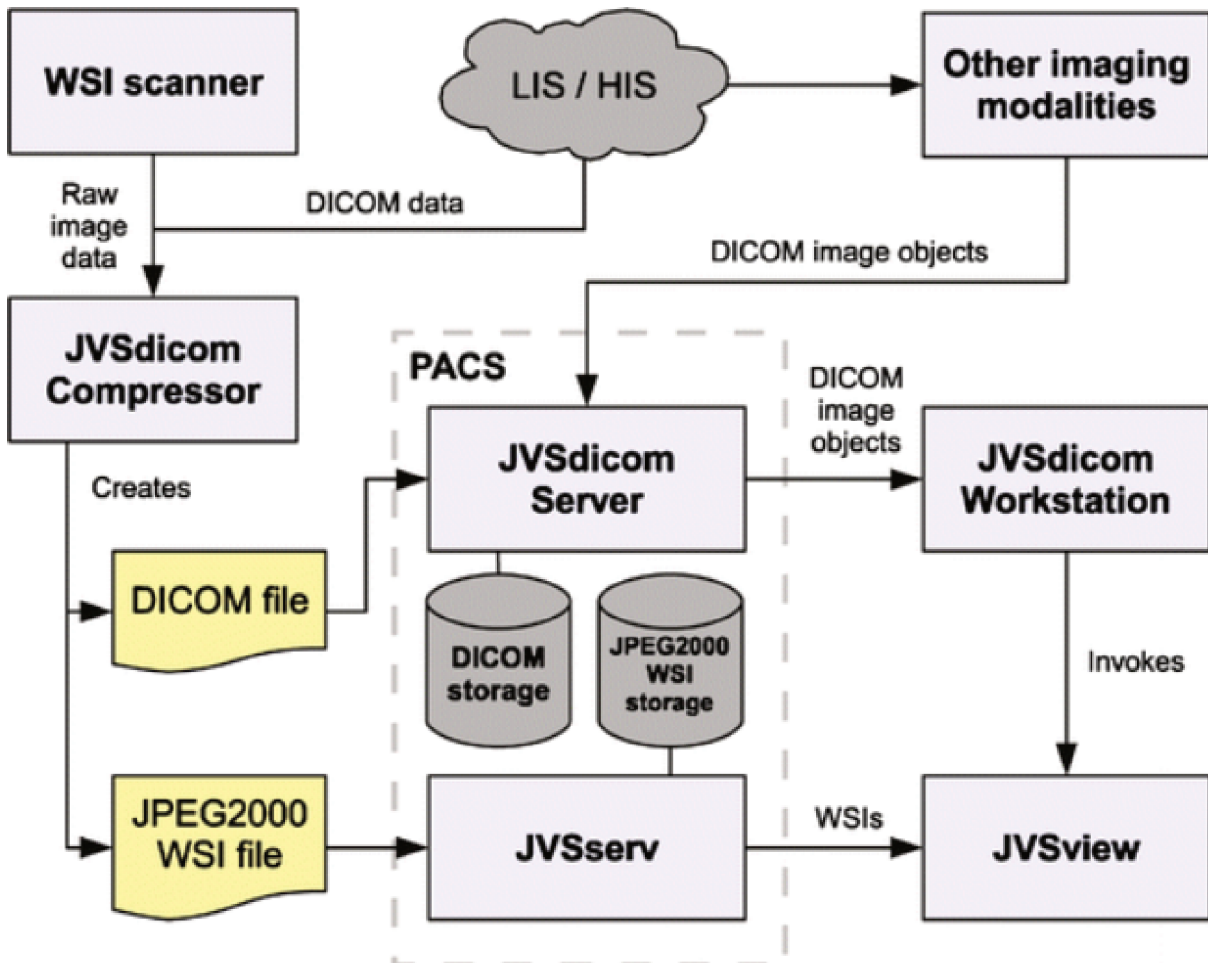 WSI scanner
LIS / HIS
Other imaging
modalities
Raw
image
data
DICOM data
DICOM image objects
JVSdicom
Compressor
PACS
DICOM
image
objects
JVSdicom
Server
JVSdicom
Workstation
Creates
DICOM file
DICOM
storage
JPEG2000
WSI
storage
Invokes
JPEG2000
WSI file
JVSserv
WSIs
JVSview